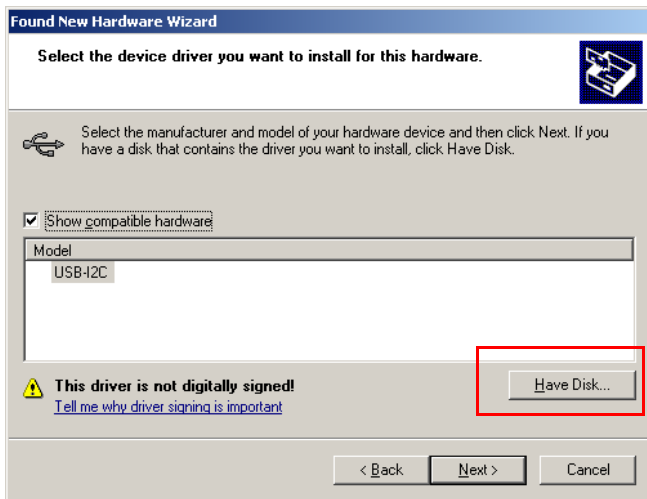 Found New Hardware Wizard
Select the device driver you want to install for this hardware.
Select the manufacturer and model of your hardware device and then click Next. If you
have a disk that contains the driver you want to install, click Have Disk.
Show compatible hardware
Model
USB-I2C
This driver is not digitally signed!
Have Disk...
Tell me why driver signing is important
< Back
Next >
Cancel